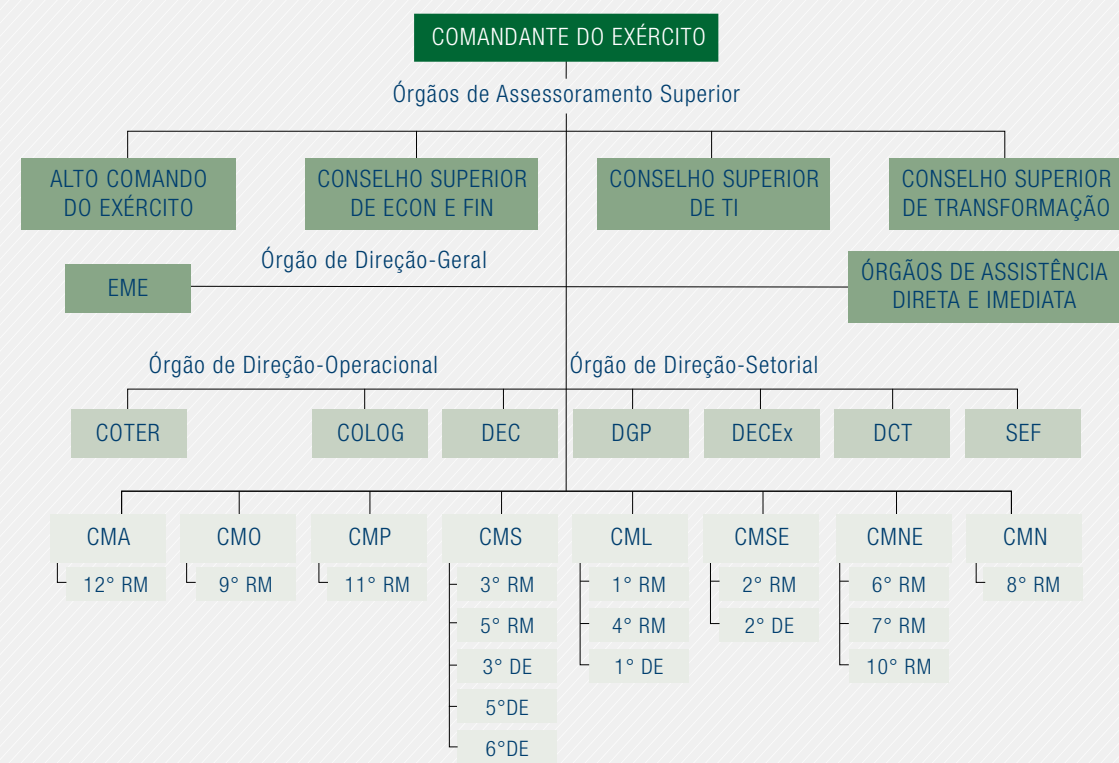 COMANDANTE DO EXÉRCITO
Órgãos de Assessoramento Superior
ALTO COMANDO
DO EXÉRCITO
CONSELHO SUPERIOR
DE ECON E FIN
CONSELHO SUPERIOR
DE TI
CONSELHO SUPERIOR
DE TRANSFORMAÇÃO
Órgão de Direção-Geral
EME
ÓRGÃOS DE ASSISTÊNCIA
DIRETA E IMEDIATA
Órgão de Direção-Operacional
Órgão de Direção-Setorial
COTER
COLOG
DEC
DGP
DECEx
DCT
SEF
CMA
12° RM
CMO
9° RM
CMP
11° RM
CMS
3° RM
5° RM
3° DE
5°DE
6°DE
CML
1° RM
4° RM
1° DE
CMSE
2° RM
2° DE
CMNE
6° RM
7° RM
10° RM
CMN
8° RM